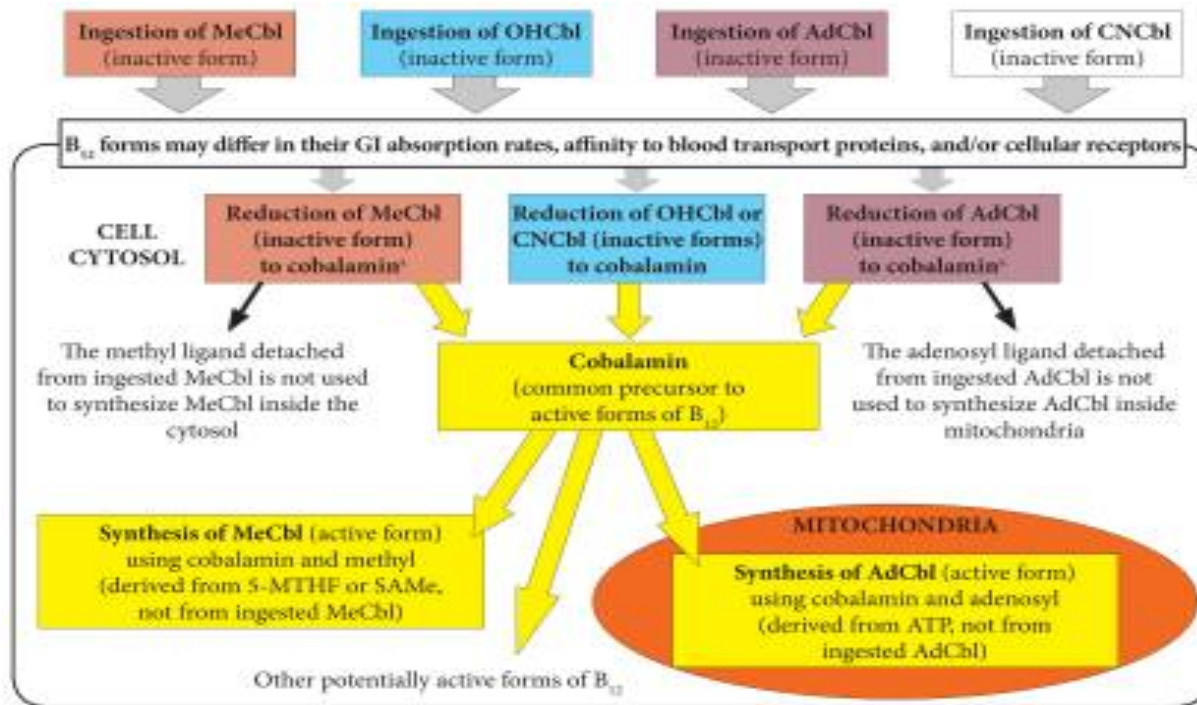 Ingestion of MeCbl
(inactive form)
Ingestion of OHCbl
(inactive form)
Ingestion of AdCbl
(inactive form)
Ingestion of CNCbl
(inactive form)
B₁₂ forms may differ in their GI absorption rates, affinity to blood transport proteins, and/or cellular receptors
CELL
CYTOSOL
Reduction of MeCbl
(inactive form)
to cobalaminᵃ
Reduction of OHCbl or
CNCbl (inactive forms)
to cobalamin
Reduction of AdCbl
(inactive form)
to cobalaminᵃ
The methyl ligand detached
from ingested MeCbl is not used
to synthesize MeCbl inside the
cytosol
Cobalamin
(common precursor to
active forms of B₁₂)
The adenosyl ligand detached
from ingested AdCbl is not
used to synthesize AdCbl inside
mitochondria
Synthesis of MeCbl (active form)
using cobalamin and methyl
(derived from 5-MTHF or SAMe,
not from ingested MeCbl)
MITOCHONDRIA
Synthesis of AdCbl (active form)
using cobalamin and adenosyl
(derived from ATP, not from
ingested AdCbl)
Other potentially active forms of B₁₂